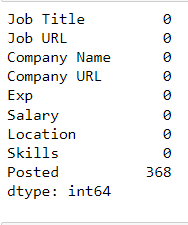 Job Title 0
Job URL 0
Company Name 0
Company URL 0
Exp 0
Salary 0
Location 0
Skills 0
Posted 368
dtype: int64